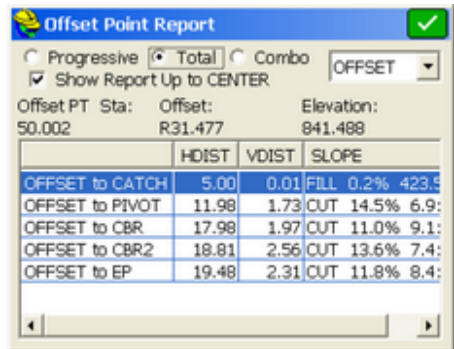 Offset Point Report
Progressive Total Combo OFFSET
Show Report Up to CENTER
Offset PT Sta: Offset: Elevation:
50.002 R31.477 841.488
HDIST VDIST SLOPE
OFFSET to CATCH 5.00 0.01 FILL 0.2% 423.5
OFFSET to PIVOT 11.98 1.73 CUT 14.5% 6.9:
OFFSET to CBR 17.98 1.97 CUT 11.0% 9.1:
OFFSET to CBR2 18.81 2.56 CUT 13.6% 7.4:
OFFSET to EP 19.48 2.31 CUT 11.8% 8.4: